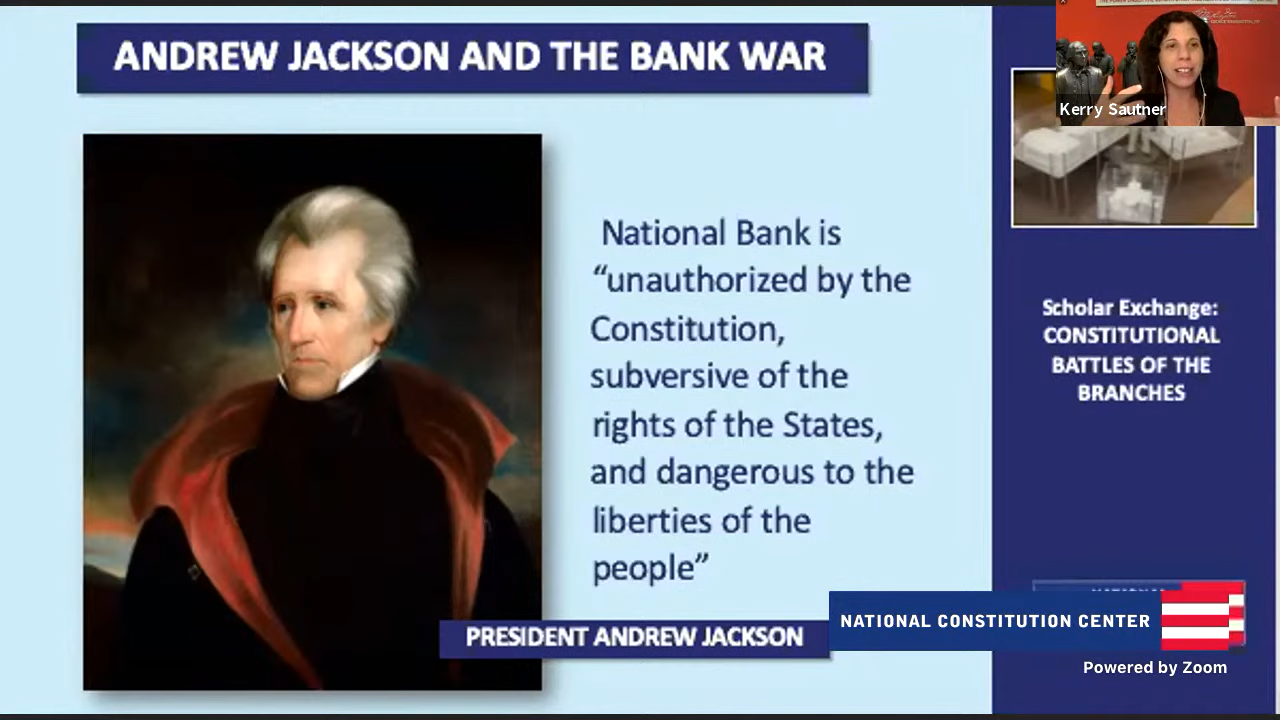 ANDREW JACKSON AND THE BANK WAR
National Bank is
“unauthorized by the
Constitution,
subversive of the
rights of the States,
and dangerous to the
liberties of the
people”
PRESIDENT ANDREW JACKSON
Kerry Sautner
Scholar Exchange:
CONSTITUTIONAL
BATTLES OF THE
BRANCHES
NATIONAL CONSTITUTION CENTER
Powered by Zoom